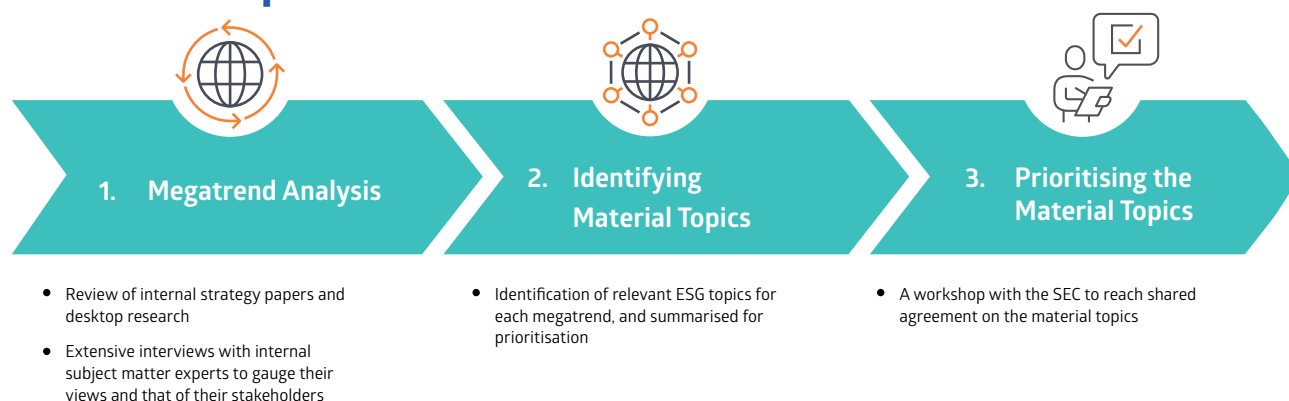 1. Megatrend Analysis
2. Identifying
Material Topics
3. Prioritising the
Material Topics
• Review of internal strategy papers and
desktop research
• Extensive interviews with internal
subject matter experts to gauge their
views and that of their stakeholders
• Identification of relevant ESG topics for
each megatrend, and summarised for
prioritisation
• A workshop with the SEC to reach shared
agreement on the material topics